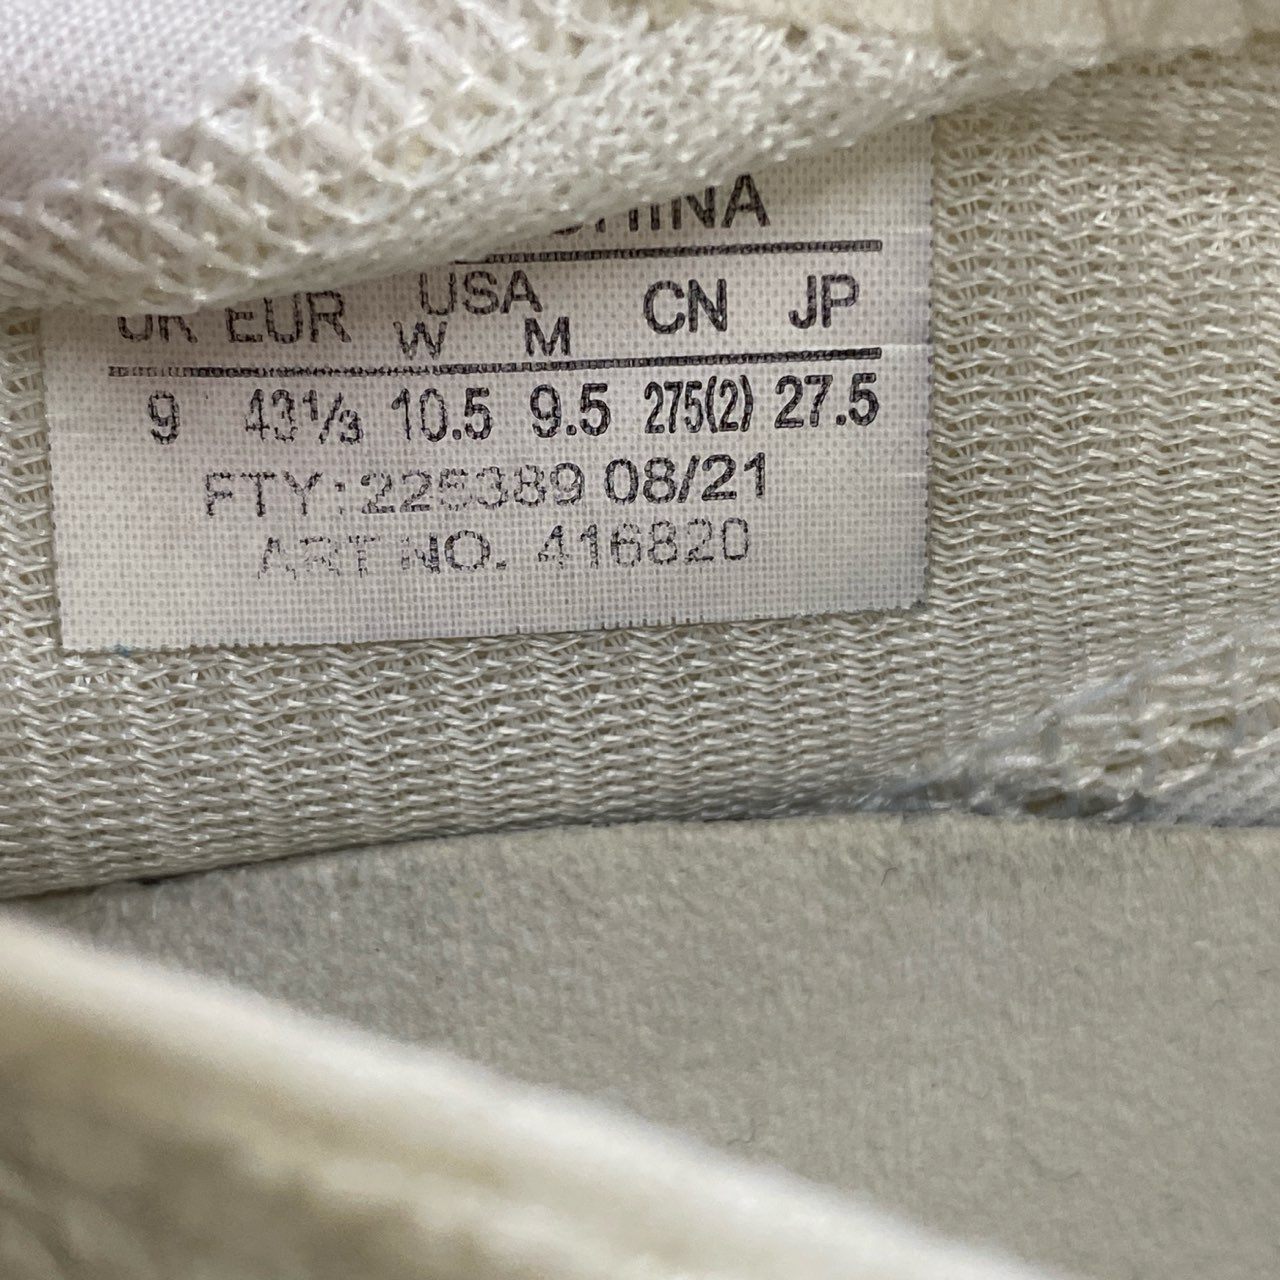 CHINA
UK EUR USA CN JP
W M
9 43⅓ 10.5 9.5 275(2) 27.5
FTY: 225389 08/21
ART NO. 416820